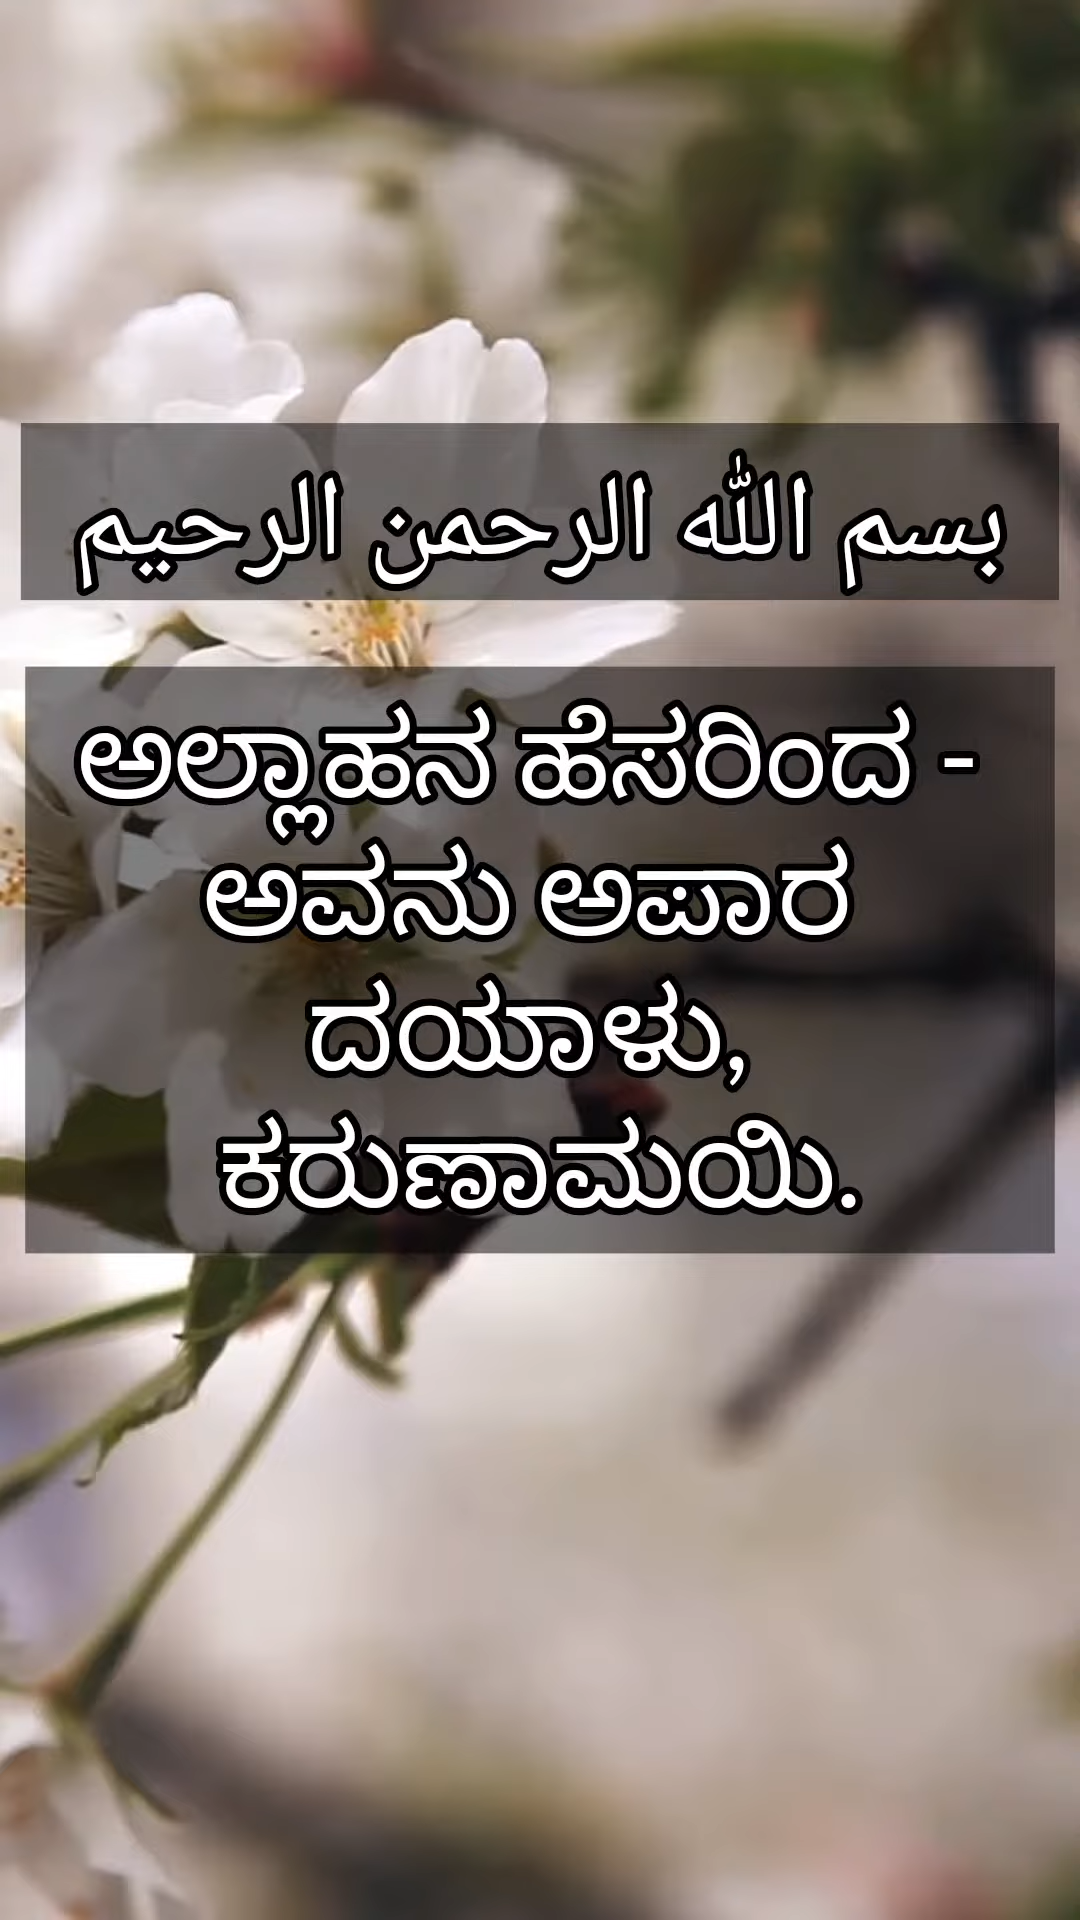 بسم الله الرحمن الرحيم
ಅಲ್ಲಾಹನ ಹೆಸರಿಂದ -
ಅವನು ಅಪಾರ
ದಯಾಳು,
ಕರುಣಾಮಯಿ.